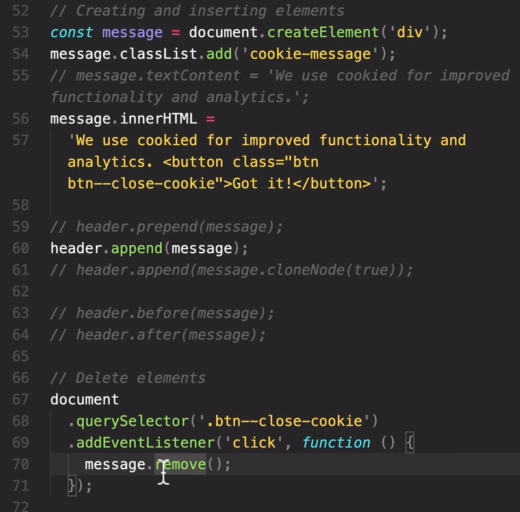 52 // Creating and inserting elements
53 const message = document.createElement('div');
54 message.classList.add('cookie-message');
55 // message.textContent = 'We use cookied for improved
functionality and analytics.';
56 message.innerHTML =
57 'We use cookied for improved functionality and
analytics. <button class="btn
btn--close-cookie">Got it!</button>';
58
59 // header.prepend(message);
60 header.append(message);
61 // header.append(message.cloneNode(true));
62
63 // header.before(message);
64 // header.after(message);
65
66 // Delete elements
67 document
68 .querySelector('.btn--close-cookie')
69 .addEventListener('click', function () {
70 message.remove();
71 });
72